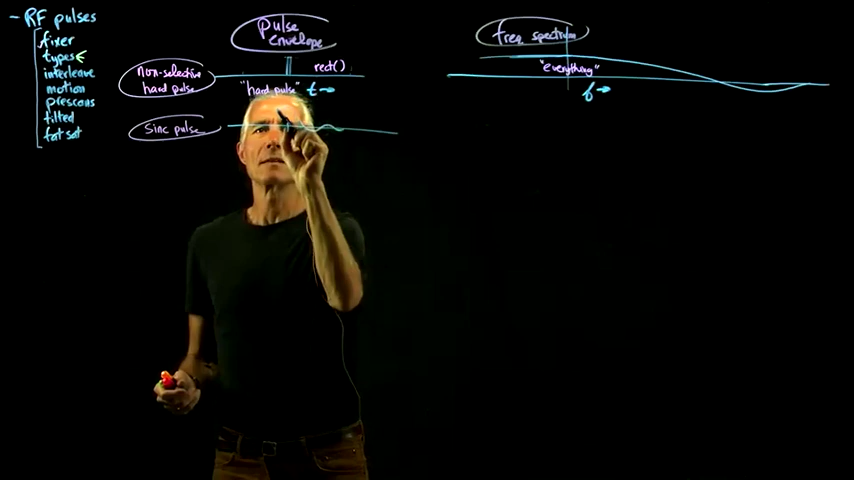 - RF pulses
fixer
types
interleave
motion
prescans
tilted
fat sat
pulse
envelope
freq spectrum
non-selective
hard pulse
rect()
"hard pulse" t →
"everything"
f →
sinc pulse